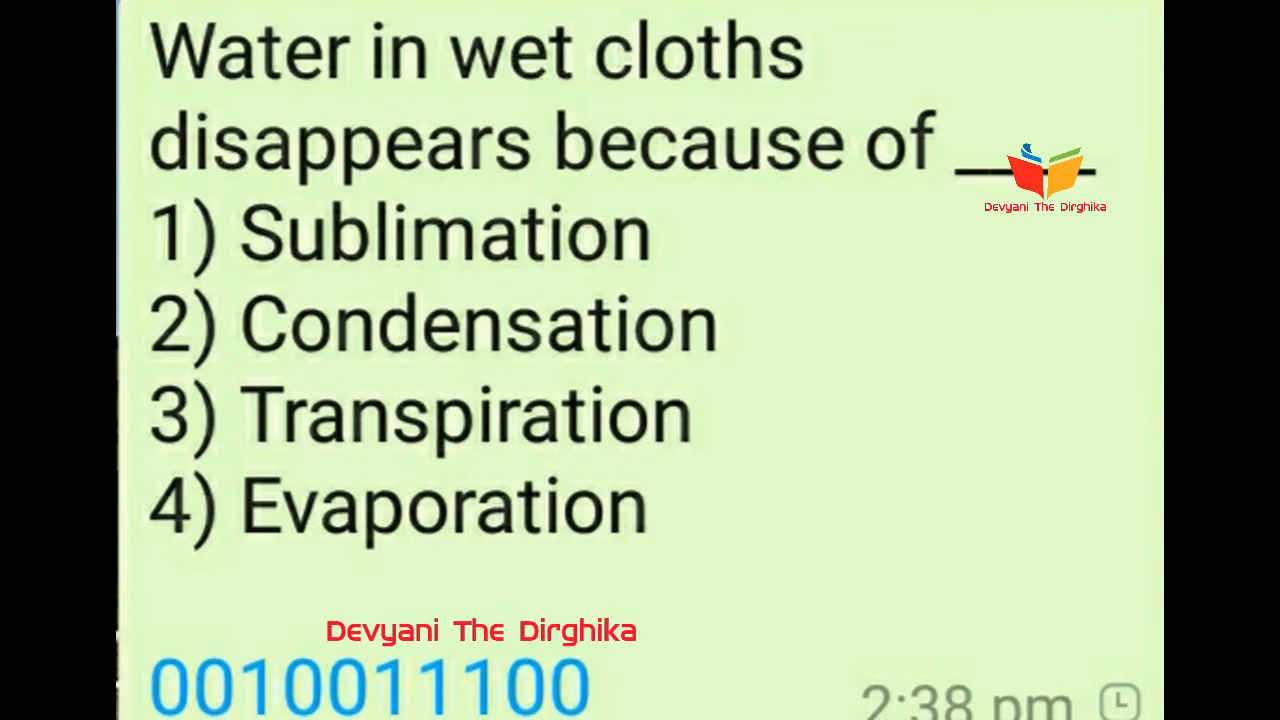 Water in wet cloths
disappears because of ____
Devyani The Dirghika
1) Sublimation
2) Condensation
3) Transpiration
4) Evaporation
Devyani The Dirghika
0010011100
2:38 pm